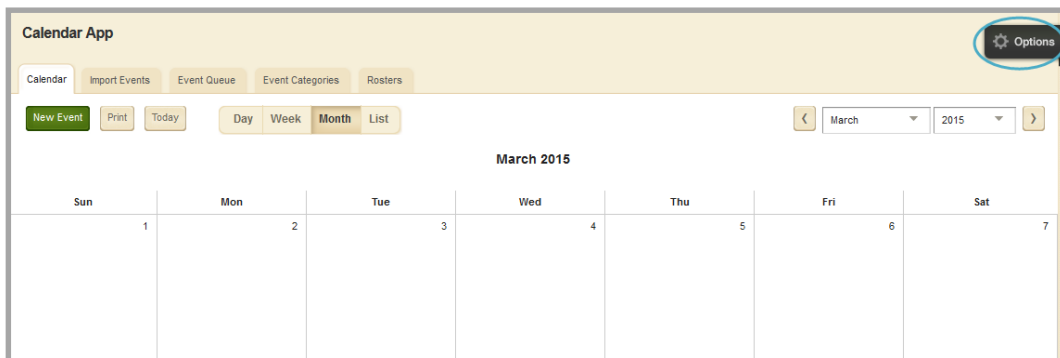 Calendar App
Options
Calendar Import Events Event Queue Event Categories Rosters
New Event Print Today Day Week Month List March 2015
March 2015
Sun Mon Tue Wed Thu Fri Sat
1 2 3 4 5 6 7